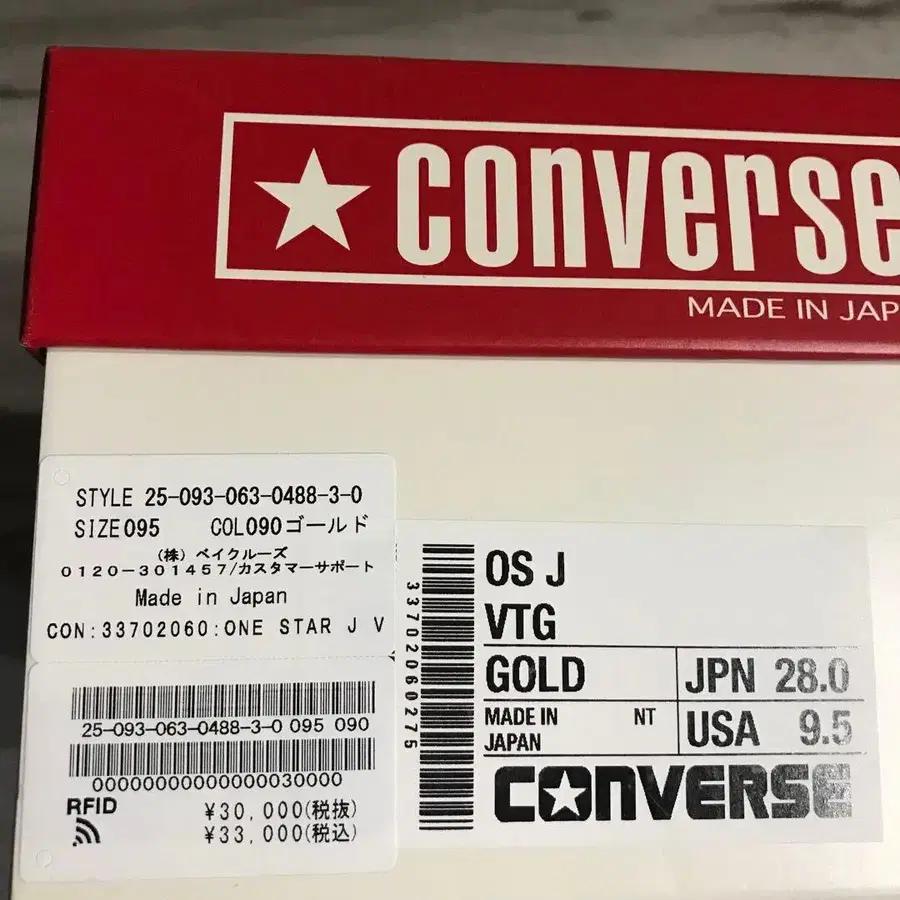 ★ CONVERSE
MADE IN JAP
STYLE 25-093-063-0488-3-0
SIZE095 COL090ゴールド
(株) ベイクルーズ
0120-301457/カスタマーサポート
Made in Japan
CON:33702060:ONE STAR J V
25-093-063-0488-3-0 095 090
00000000000000030000
RFID
¥30,000(税抜)
¥33,000(税込)
33702060275
OS J
VTG
GOLD
JPN 28.0
MADE IN JAPAN
NT
USA 9.5
CONVERSE